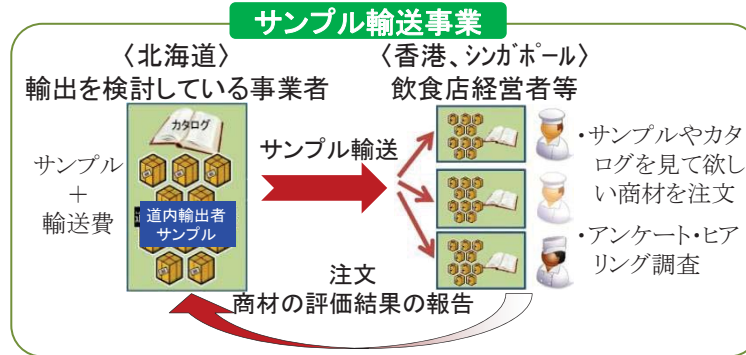 サンプル輸送事業
〈北海道〉
輸出を検討している事業者
〈香港、シンガポール〉
飲食店経営者等
カタログ
サンプル
+
輸送費
道内輸出者
サンプル
サンプル輸送
・サンプルやカタ
ログを見て欲し
い商材を注文
・アンケート・ヒア
リング調査
注文
商材の評価結果の報告